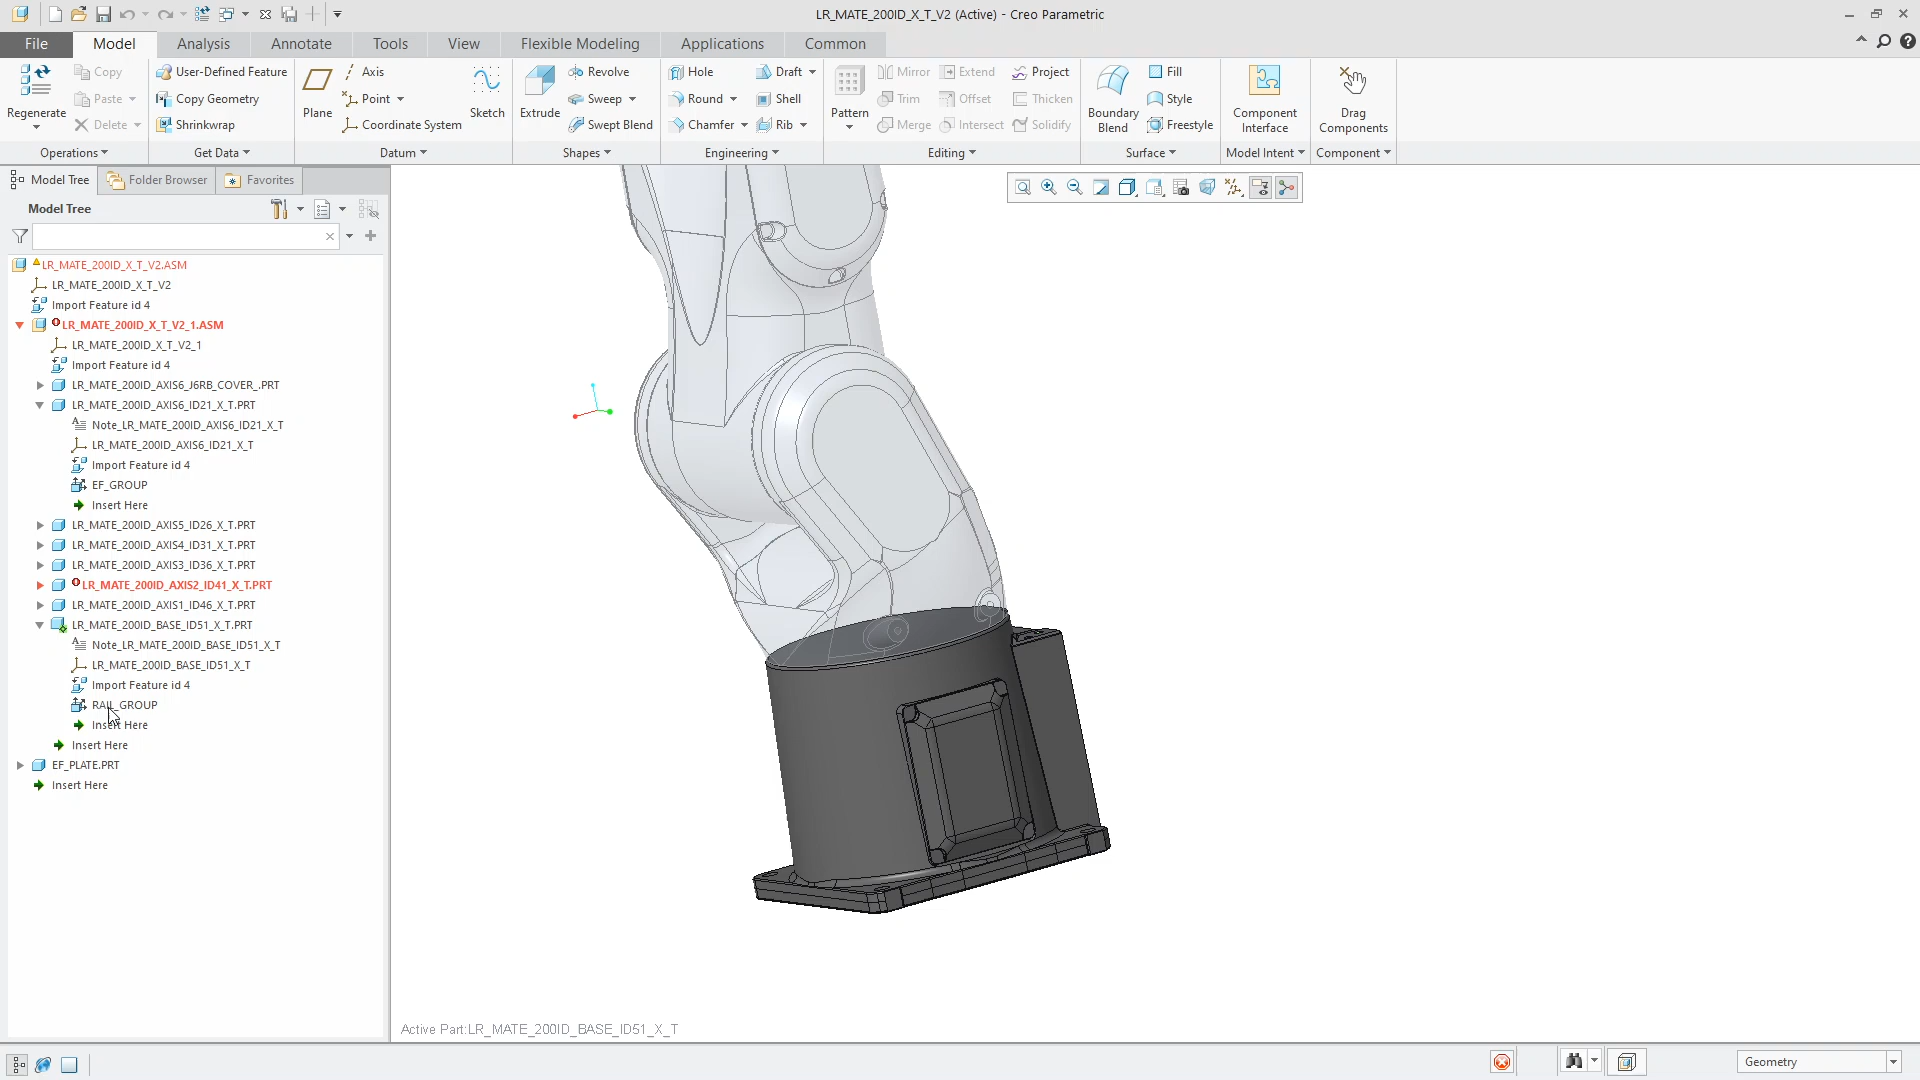 LR_MATE_200ID_X_T_V2 (Active) - Creo Parametric
File Model Analysis Annotate Tools View Flexible Modeling Applications Common
Regenerate
Copy
Paste
Delete
Operations
User-Defined Feature
Copy Geometry
Shrinkwrap
Get Data
Plane
Axis
Point
Coordinate System
Sketch
Datum
Extrude
Revolve
Sweep
Swept Blend
Shapes
Hole
Round
Chamfer
Draft
Shell
Rib
Engineering
Pattern
Mirror
Trim
Merge
Extend
Offset
Intersect
Project
Thicken
Solidify
Editing
Boundary
Blend
Fill
Style
Freestyle
Surface
Component
Interface
Model Intent
Drag
Components
Component
Model Tree Folder Browser Favorites
Model Tree
LR_MATE_200ID_X_T_V2.ASM
LR_MATE_200ID_X_T_V2
Import Feature id 4
LR_MATE_200ID_X_T_V2_1.ASM
LR_MATE_200ID_X_T_V2_1
Import Feature id 4
LR_MATE_200ID_AXIS6_J6RB_COVER_.PRT
LR_MATE_200ID_AXIS6_ID21_X_T.PRT
Note_LR_MATE_200ID_AXIS6_ID21_X_T
LR_MATE_200ID_AXIS6_ID21_X_T
Import Feature id 4
EF_GROUP
Insert Here
LR_MATE_200ID_AXIS5_ID26_X_T.PRT
LR_MATE_200ID_AXIS4_ID31_X_T.PRT
LR_MATE_200ID_AXIS3_ID36_X_T.PRT
LR_MATE_200ID_AXIS2_ID41_X_T.PRT
LR_MATE_200ID_AXIS1_ID46_X_T.PRT
LR_MATE_200ID_BASE_ID51_X_T.PRT
Note_LR_MATE_200ID_BASE_ID51_X_T
LR_MATE_200ID_BASE_ID51_X_T
Import Feature id 4
RAIL_GROUP
Insert Here
Insert Here
EF_PLATE.PRT
Insert Here
Active Part:LR_MATE_200ID_BASE_ID51_X_T
Geometry